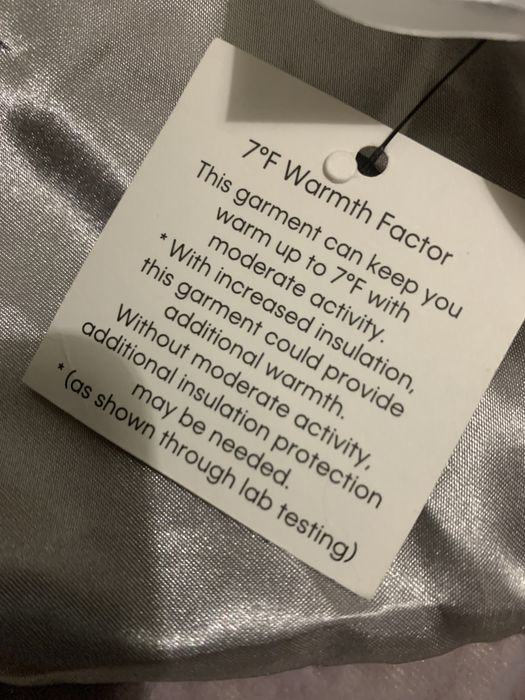 7°F Warmth Factor
This garment can keep you
warm up to 7°F with
moderate activity.
*With increased insulation,
this garment could provide
additional warmth.
Without moderate activity,
additional insulation protection
may be needed.
*(as shown through lab testing)